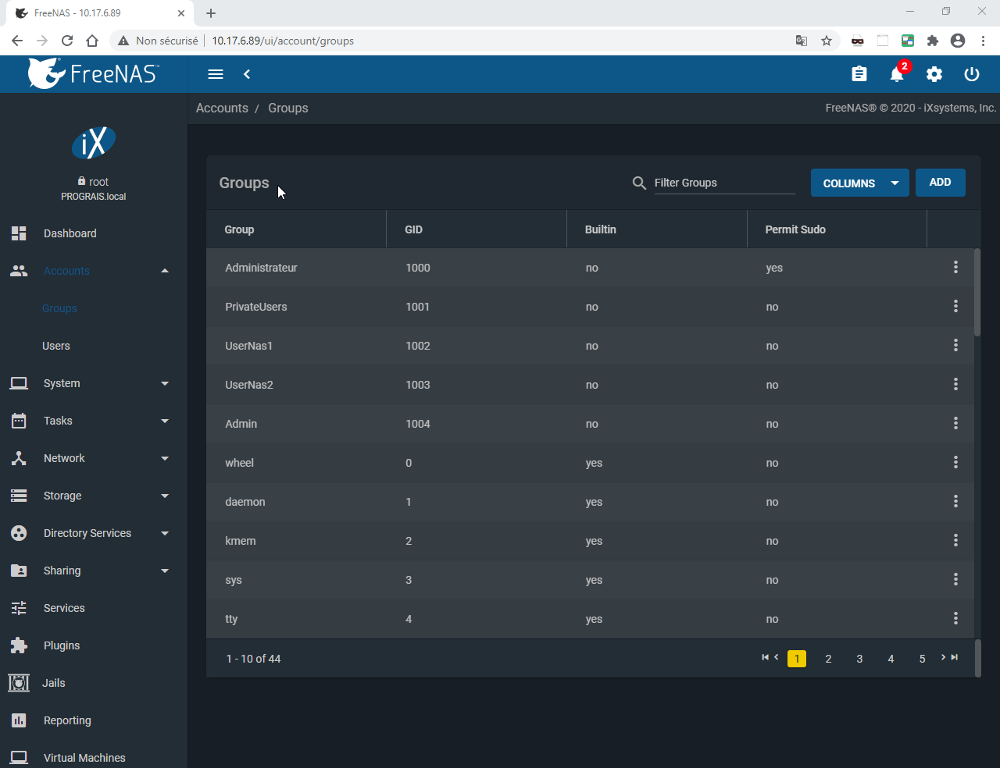 FreeNAS - 10.17.6.89
Non sécurisé | 10.17.6.89/ui/account/groups
FreeNAS™
2
Accounts / Groups
FreeNAS® © 2020 - iXsystems, Inc.
iX
root
PROGRAIS.local
Dashboard
Accounts
Groups
Users
System
Tasks
Network
Storage
Directory Services
Sharing
Services
Plugins
Jails
Reporting
Virtual Machines
Groups
Filter Groups
COLUMNS
ADD
Group GID Builtin Permit Sudo
Administrateur 1000 no yes
PrivateUsers 1001 no no
UserNas1 1002 no no
UserNas2 1003 no no
Admin 1004 no no
wheel 0 yes no
daemon 1 yes no
kmem 2 yes no
sys 3 yes no
tty 4 yes no
1 - 10 of 44
1 2 3 4 5